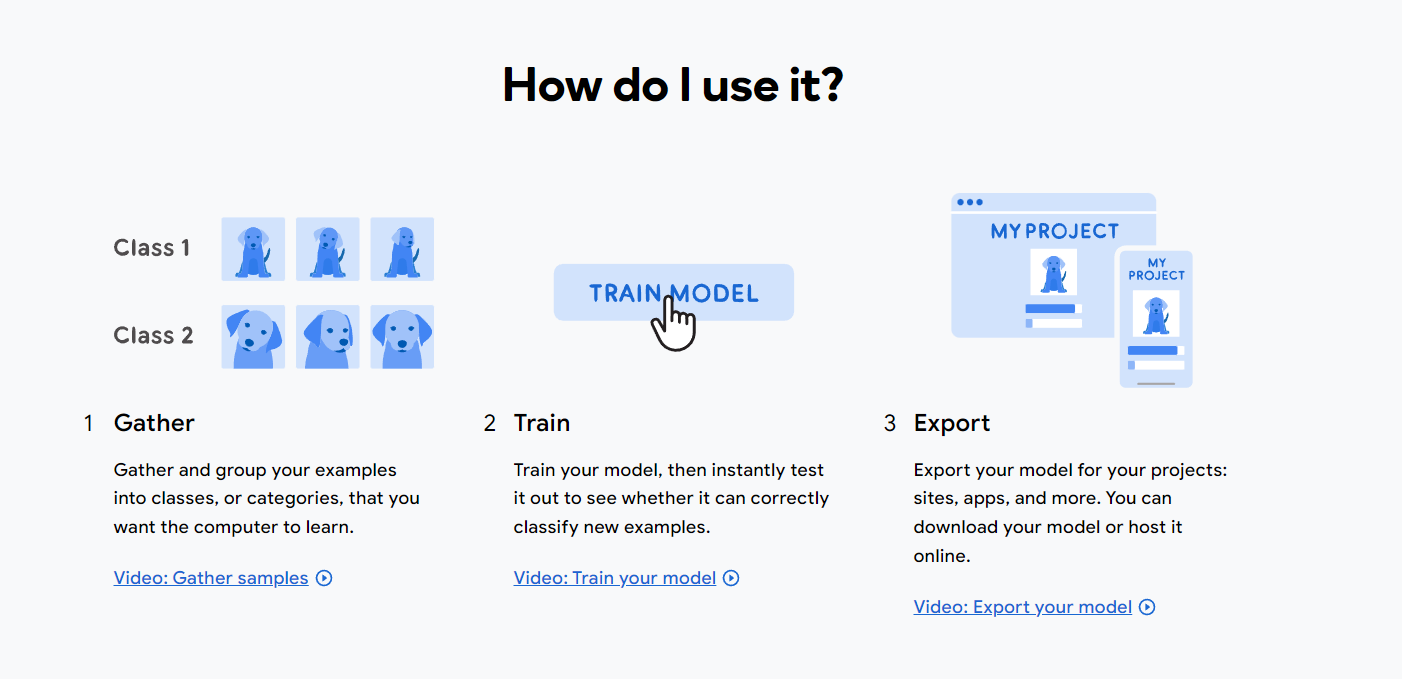 How do I use it?
Class 1
Class 2
TRAIN MODEL
MY PROJECT
MY
PROJECT
1 Gather
Gather and group your examples
into classes, or categories, that you
want the computer to learn.
Video: Gather samples
2 Train
Train your model, then instantly test
it out to see whether it can correctly
classify new examples.
Video: Train your model
3 Export
Export your model for your projects:
sites, apps, and more. You can
download your model or host it
online.
Video: Export your model